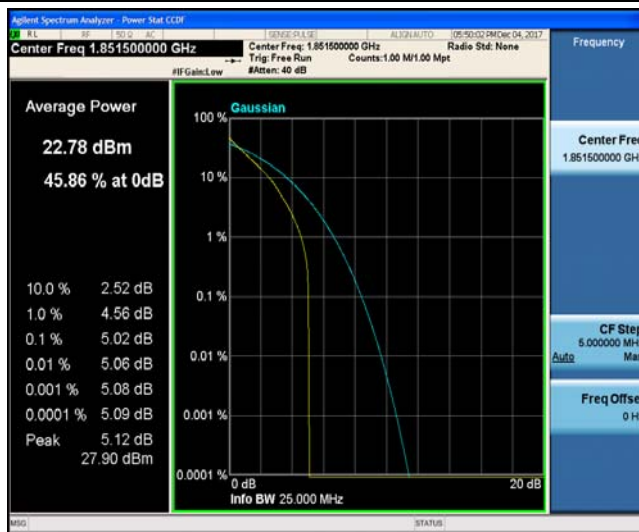 Agilent Spectrum Analyzer - Power Stat CCDF
RL RF 50 Ω AC SENSE:PULSE ALIGN AUTO 05:50:02 PM Dec 04, 2017
Center Freq 1.851500000 GHz
Center Freq: 1.851500000 GHz
Radio Std: None
Trig: Free Run
Counts:1.00 M/1.00 Mpt
#IFGain:Low
#Atten: 40 dB
Frequency
Average Power
22.78 dBm
45.86 % at 0dB
10.0 % 2.52 dB
1.0 % 4.56 dB
0.1 % 5.02 dB
0.01 % 5.06 dB
0.001 % 5.08 dB
0.0001 % 5.09 dB
Peak 5.12 dB
27.90 dBm
Gaussian
100 %
10 %
1 %
0.1 %
0.01 %
0.001 %
0.0001 %
0 dB
20 dB
Info BW 25.000 MHz
Center Fre
1.851500000 GH
CF Ste
5.000000 MH
Auto Ma
Freq Offse
0 H
MSG
STATUS